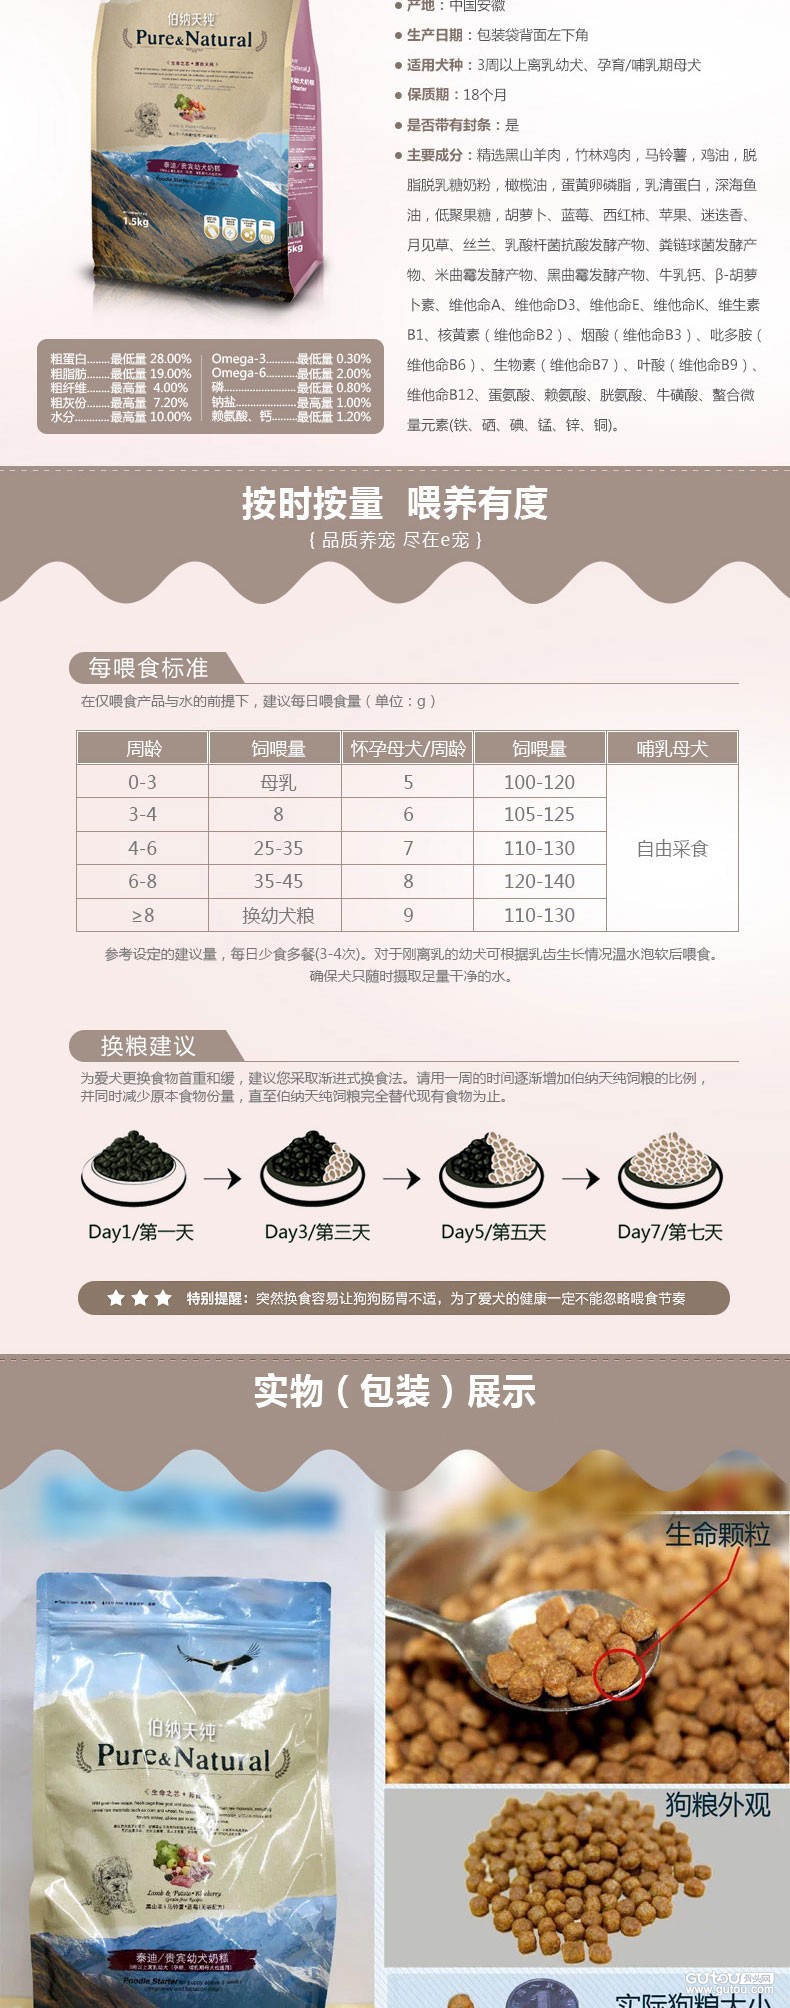 伯纳天纯
Pure&Natural
泰迪/贵宾幼犬奶糕
Poodle Starter
1.5kg
产地：中国安徽
生产日期：包装袋背面左下角
适用犬种：3周以上离乳幼犬、孕育/哺乳期母犬
保质期：18个月
是否带有封条：是
主要成分：精选黑山羊肉，竹林鸡肉，马铃薯，鸡油，脱
脂脱乳糖奶粉，橄榄油，蛋黄卵磷脂，乳清蛋白，深海鱼
油，低聚果糖，胡萝卜、蓝莓、西红柿、苹果、迷迭香、
月见草、丝兰、乳酸杆菌抗酸发酵产物、粪链球菌发酵产
物、米曲霉发酵产物、黑曲霉发酵产物、牛乳钙、β-胡萝
卜素、维他命A、维他命D3、维他命E、维他命K、维生素
B1、核黄素（维他命B2）、烟酸（维他命B3）、吡多胺（
维他命B6）、生物素（维他命B7）、叶酸（维他命B9）、
维他命B12、蛋氨酸、赖氨酸、胱氨酸、牛磺酸、螯合微
量元素(铁、硒、碘、锰、锌、铜)。
粗蛋白........最低量 28.00%
粗脂肪........最低量 19.00%
粗纤维........最高量 4.00%
粗灰份........最高量 7.20%
水分............最高量 10.00%
Omega-3..........最低量 0.30%
Omega-6..........最低量 2.00%
磷........................最低量 0.80%
钠盐....................最高量 1.00%
赖氨酸、钙........最低量 1.20%
按时按量 喂养有度
{ 品质养宠 尽在e宠 }
每喂食标准
在仅喂食产品与水的前提下，建议每日喂食量（单位：g）
周龄 饲喂量 怀孕母犬/周龄 饲喂量 哺乳母犬
0-3 母乳 5 100-120
3-4 8 6 105-125
4-6 25-35 7 110-130 自由采食
6-8 35-45 8 120-140
≥8 换幼犬粮 9 110-130
参考设定的建议量，每日少食多餐(3-4次)。对于刚离乳的幼犬可根据乳齿生长情况温水泡软后喂食。
确保犬只随时摄取足量干净的水。
换粮建议
为爱犬更换食物首重和缓，建议您采取渐进式换食法。请用一周的时间逐渐增加伯纳天纯饲粮的比例，
并同时减少原本食物份量，直至伯纳天纯饲粮完全替代现有食物为止。
Day1/第一天 Day3/第三天 Day5/第五天 Day7/第七天
特别提醒：突然换食容易让狗狗肠胃不适，为了爱犬的健康一定不能忽略喂食节奏
实物（包装）展示
生命颗粒
伯纳天纯
Pure&Natural
Lamb & Potato•Blueberry
黑山羊•马铃薯•蓝莓(无谷配方)
泰迪/贵宾幼犬奶糕
Poodle Starter
狗粮外观
GUTOU 骨头网
www.gutou.com
实际狗粮大小